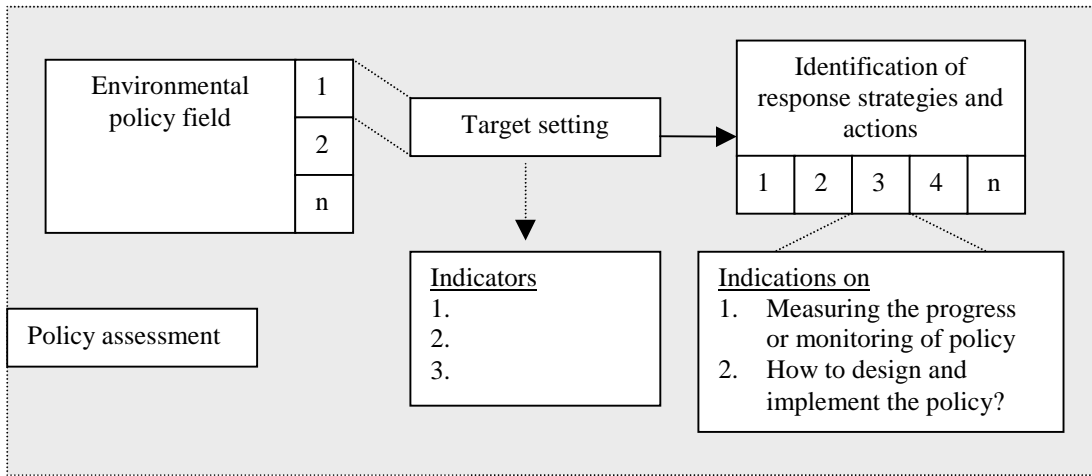 Environmental
policy field
1
2
n
Target setting
Identification of
response strategies and
actions
1 2 3 4 n
Indicators
1.
2.
3.
Indications on
1. Measuring the progress
or monitoring of policy
2. How to design and
implement the policy?
Policy assessment